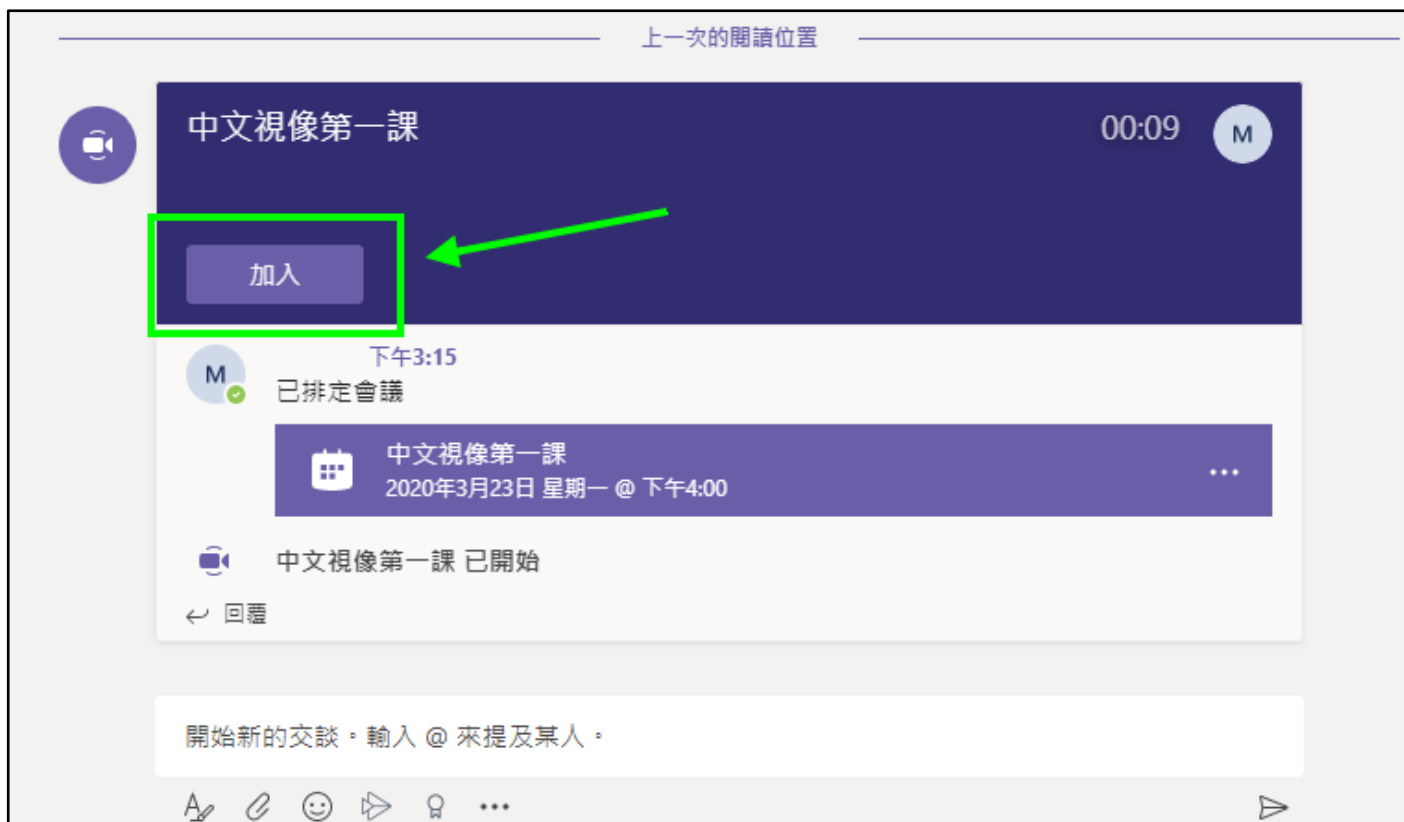 上一次的閱讀位置
中文視像第一課
00:09
M
加入
M
下午3:15
已排定會議
中文視像第一課
2020年3月23日 星期一 @ 下午4:00
中文視像第一課 已開始
回覆
開始新的交談。輸入 @ 來提及某人。